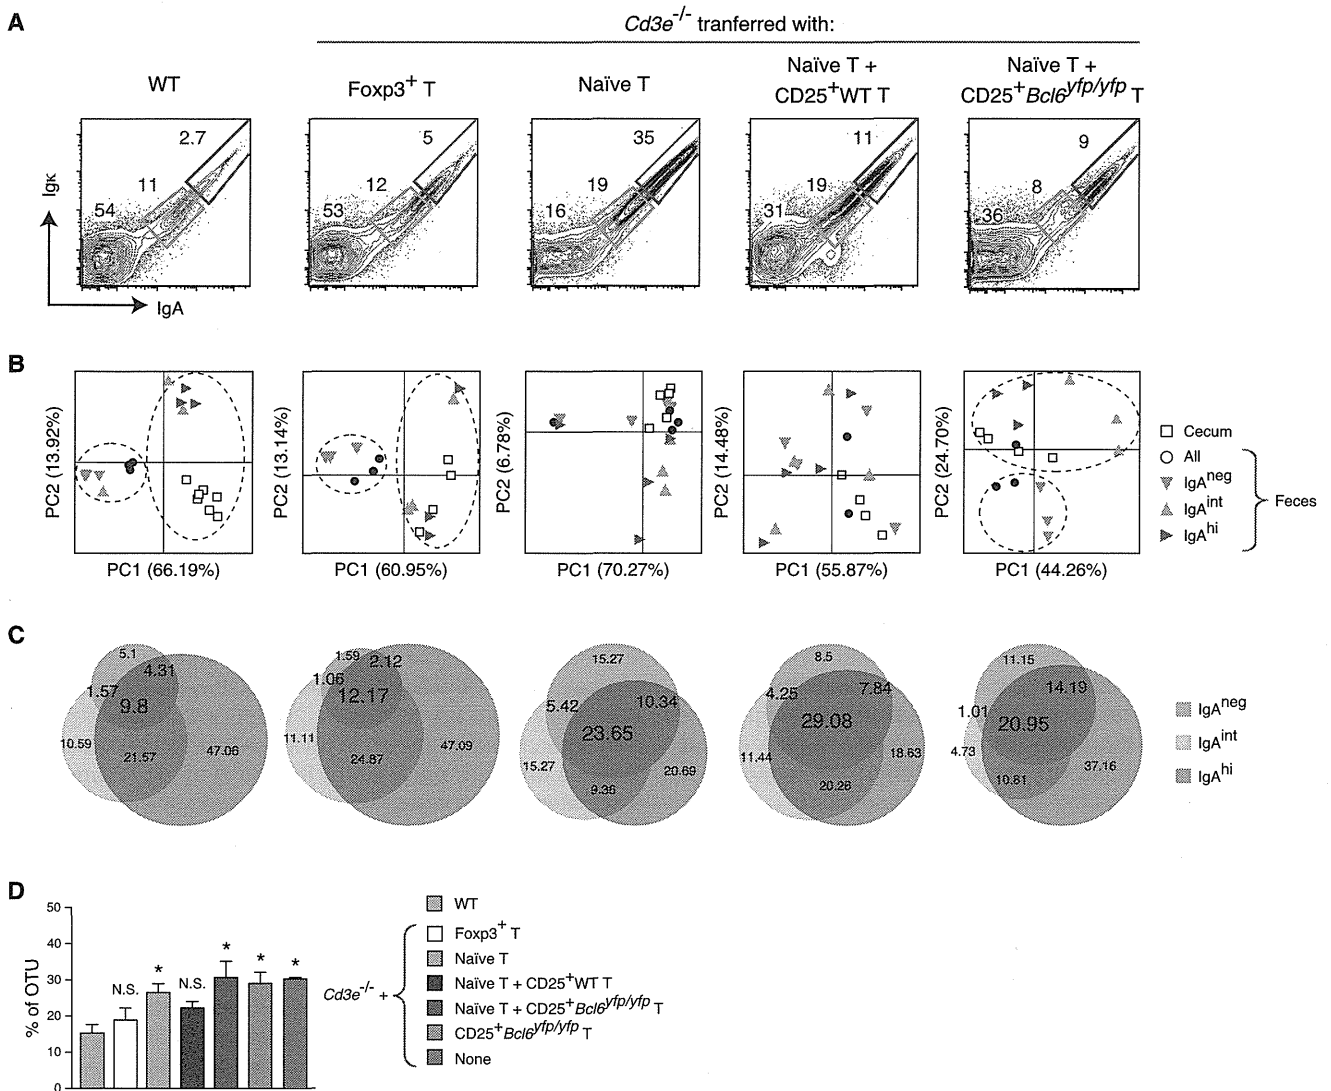 A
Cd3e-/- tranferred with:
WT
Foxp3+ T
Naïve T
Naïve T +
CD25+WT T
Naïve T +
CD25+Bcl6yfp/yfp T
2.7
11
54
5
12
53
35
19
16
11
19
31
9
8
36
Igκ
IgA
B
PC2 (13.92%)
PC1 (66.19%)
PC2 (13.14%)
PC1 (60.95%)
PC2 (6.78%)
PC1 (70.27%)
PC2 (14.48%)
PC1 (55.87%)
PC2 (24.70%)
PC1 (44.26%)
Cecum
All
IgAneg
IgAint
IgAhi
Feces
C
5.1
4.31
1.57
9.8
10.59
21.57
47.06
1.59
2.12
1.06
12.17
11.11
24.87
47.09
15.27
5.42
10.34
23.65
15.27
9.36
20.69
8.5
4.25
7.84
29.08
11.44
20.26
18.63
11.15
14.19
1.01
20.95
4.73
10.81
37.16
IgAneg
IgAint
IgAhi
D
% of OTU
50
40
30
20
10
0
N.S.
*
N.S.
*
*
*
WT
Cd3e-/- +
Foxp3+ T
Naïve T
Naïve T + CD25+WT T
Naïve T + CD25+Bcl6yfp/yfp T
CD25+Bcl6yfp/yfp T
None